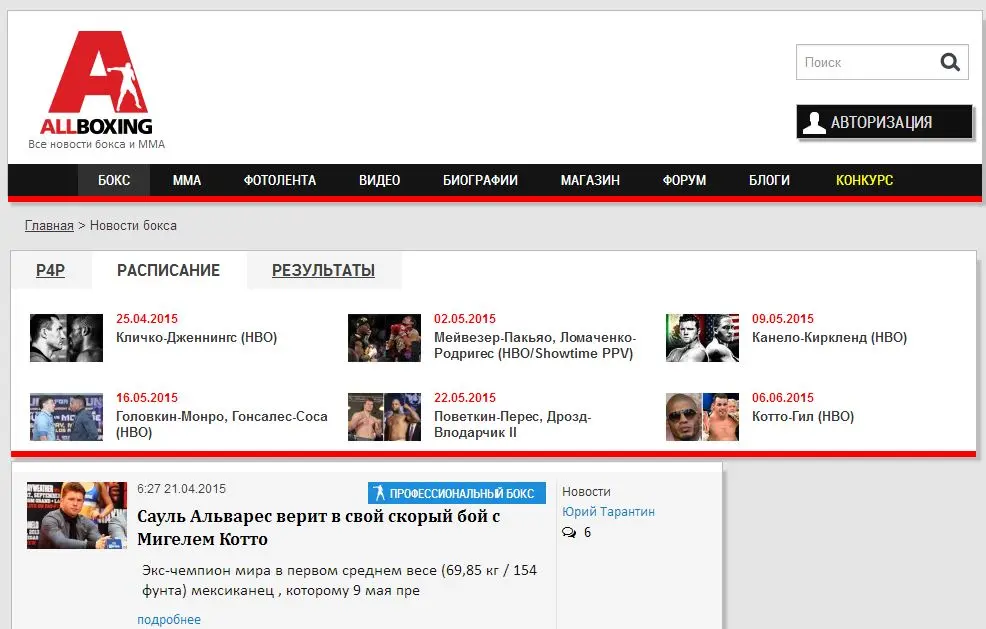 Поиск
АВТОРИЗАЦИЯ
A
ALLBOXING
Все новости бокса и ММА
БОКС ММА ФОТОЛЕНТА ВИДЕО БИОГРАФИИ МАГАЗИН ФОРУМ БЛОГИ КОНКУРС
Главная > Новости бокса
P4P РАСПИСАНИЕ РЕЗУЛЬТАТЫ
25.04.2015
Кличко-Дженнингс (HBO)
02.05.2015
Мейвезер-Пакьяо, Ломаченко-
Родригес (HBO/Showtime PPV)
09.05.2015
Канело-Киркленд (HBO)
16.05.2015
Головкин-Монро, Гонсалес-Соса
(HBO)
22.05.2015
Поветкин-Перес, Дрозд-
Влодарчик II
06.06.2015
Котто-Гил (HBO)
6:27 21.04.2015
ПРОФЕССИОНАЛЬНЫЙ БОКС
Сауль Альварес верит в свой скорый бой с
Мигелем Котто
Экс-чемпион мира в первом среднем весе (69,85 кг / 154
фунта) мексиканец , которому 9 мая пре
подробнее
Новости
Юрий Тарантин
6